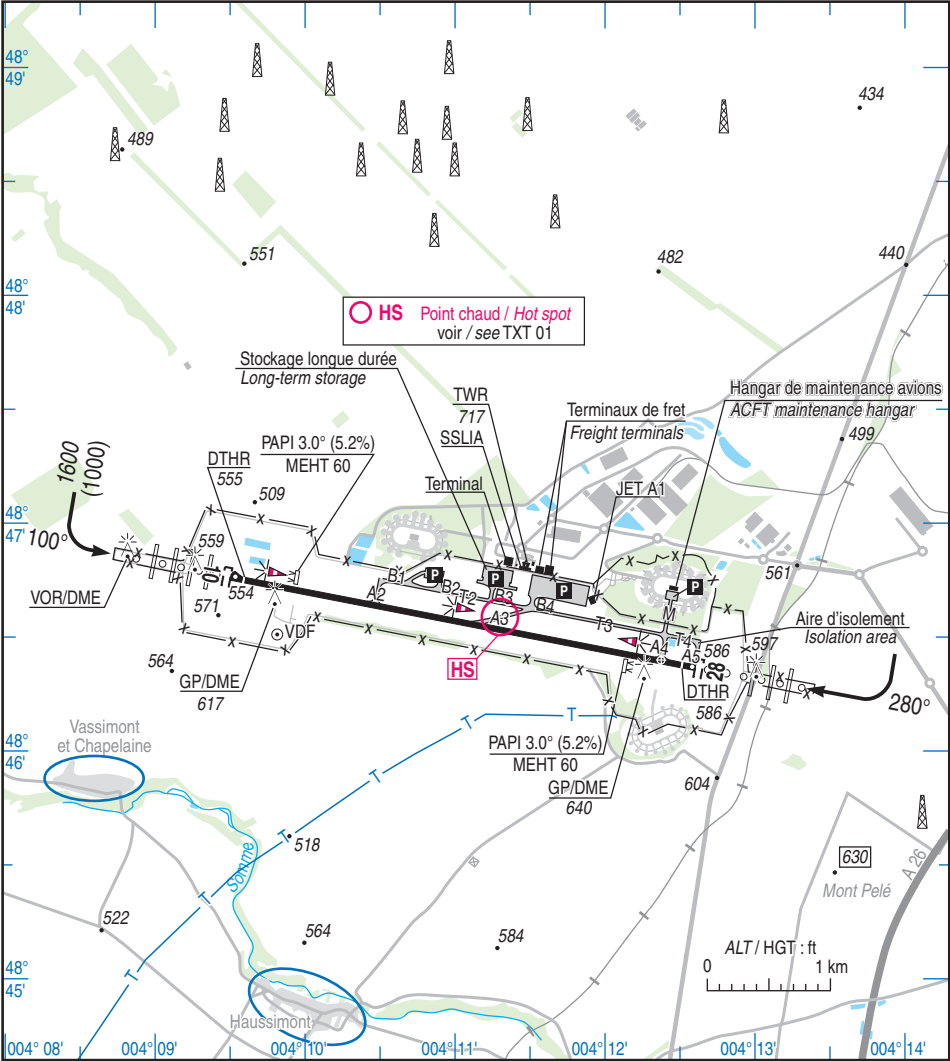 48°
49'
434
489
551
482
440
48°
48'
HS Point chaud / Hot spot
voir / see TXT 01
Stockage longue durée
Long-term storage
TWR
717
SSLIA
Terminaux de fret
Freight terminals
Hangar de maintenance avions
ACFT maintenance hangar
499
1600
(1000)
PAPI 3.0° (5.2%)
MEHT 60
DTHR
555
509
Terminal
JET A1
48°
47'
100°
559
561
VOR/DME
10
554
B1
P
B2
P
B3
P
B4
P
A2
T2
571
A3
T3
M
VDF
T4
586
597
Aire d'isolement
Isolation area
A4
A5
564
HS
28
GP/DME
617
DTHR
586
280°
Vassimont
et Chapelaine
T
T
48°
46'
PAPI 3.0° (5.2%)
MEHT 60
GP/DME
640
604
T
518
Somme
630
Mont Pelé
A 26
T
522
564
584
ALT / HGT : ft
0 1 km
T
48°
45'
Haussimont
004° 08'
004° 09'
004° 10'
004° 11'
004° 12'
004° 13'
004° 14'